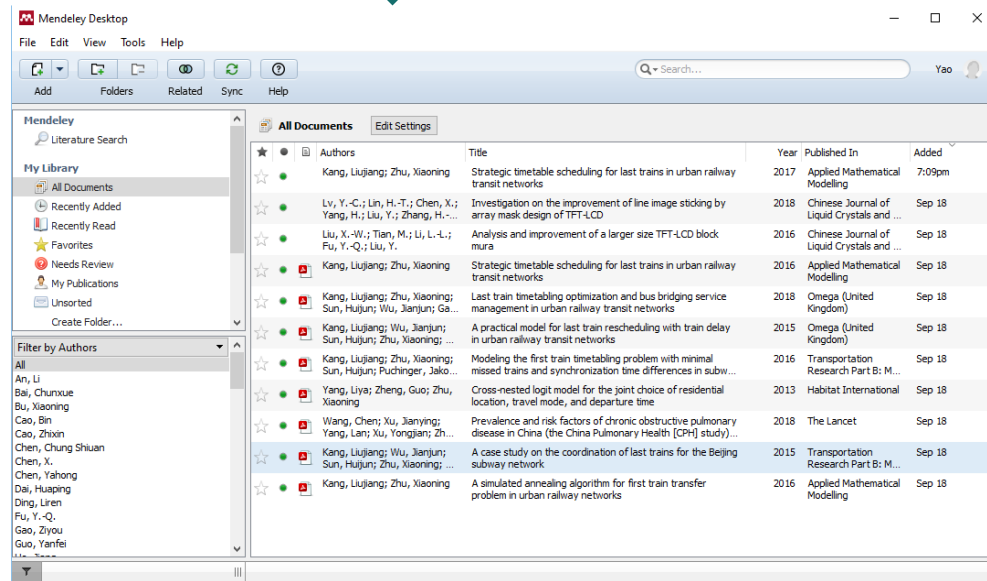 Mendeley Desktop
File Edit View Tools Help
Search...
Yao
Add Folders Related Sync Help
Mendeley
Literature Search
My Library
All Documents
Recently Added
Recently Read
Favorites
Needs Review
My Publications
Unsorted
Create Folder...
Filter by Authors
All
An, Li
Bai, Chunxue
Bu, Xiaoning
Cao, Bin
Cao, Zhixin
Chen, Chung Shiuan
Chen, X.
Chen, Yahong
Dai, Huaping
Ding, Liren
Fu, Y.-Q.
Gao, Ziyou
Guo, Yanfei
All Documents Edit Settings
Authors Title Year Published In Added
Kang, Liujiang; Zhu, Xiaoning Strategic timetable scheduling for last trains in urban railway 2017 Applied Mathematical 7:09pm
transit networks Modelling
Lv, Y.-C.; Lin, H.-T.; Chen, X.; Investigation on the improvement of line image sticking by 2018 Chinese Journal of Sep 18
Yang, H.; Liu, Y.; Zhang, H.-... array mask design of TFT-LCD Liquid Crystals and ...
Liu, X.-W.; Tian, M.; Li, L.-L.; Analysis and improvement of a larger size TFT-LCD block 2016 Chinese Journal of Sep 18
Fu, Y.-Q.; Liu, Y. mura Liquid Crystals and ...
Kang, Liujiang; Zhu, Xiaoning Strategic timetable scheduling for last trains in urban railway 2016 Applied Mathematical Sep 18
transit networks Modelling
Kang, Liujiang; Zhu, Xiaoning; Last train timetabling optimization and bus bridging service 2018 Omega (United Sep 18
Sun, Huijun; Wu, Jianjun; Ga... management in urban railway transit networks Kingdom)
Kang, Liujiang; Wu, Jianjun; A practical model for last train rescheduling with train delay 2015 Omega (United Sep 18
Sun, Huijun; Zhu, Xiaoning; ... in urban railway transit networks Kingdom)
Kang, Liujiang; Zhu, Xiaoning; Modeling the first train timetabling problem with minimal 2016 Transportation Sep 18
Sun, Huijun; Puchinger, Jako... missed trains and synchronization time differences in subw... Research Part B: M...
Yang, Liya; Zheng, Guo; Zhu, Cross-nested logit model for the joint choice of residential 2013 Habitat International Sep 18
Xiaoning location, travel mode, and departure time
Wang, Chen; Xu, Jianying; Prevalence and risk factors of chronic obstructive pulmonary 2018 The Lancet Sep 18
Yang, Lan; Xu, Yongjian; Zh... disease in China (the China Pulmonary Health [CPH] study)...
Kang, Liujiang; Wu, Jianjun; A case study on the coordination of last trains for the Beijing 2015 Transportation Sep 18
Sun, Huijun; Zhu, Xiaoning; ... subway network Research Part B: M...
Kang, Liujiang; Zhu, Xiaoning A simulated annealing algorithm for first train transfer 2016 Applied Mathematical Sep 18
problem in urban railway networks Modelling